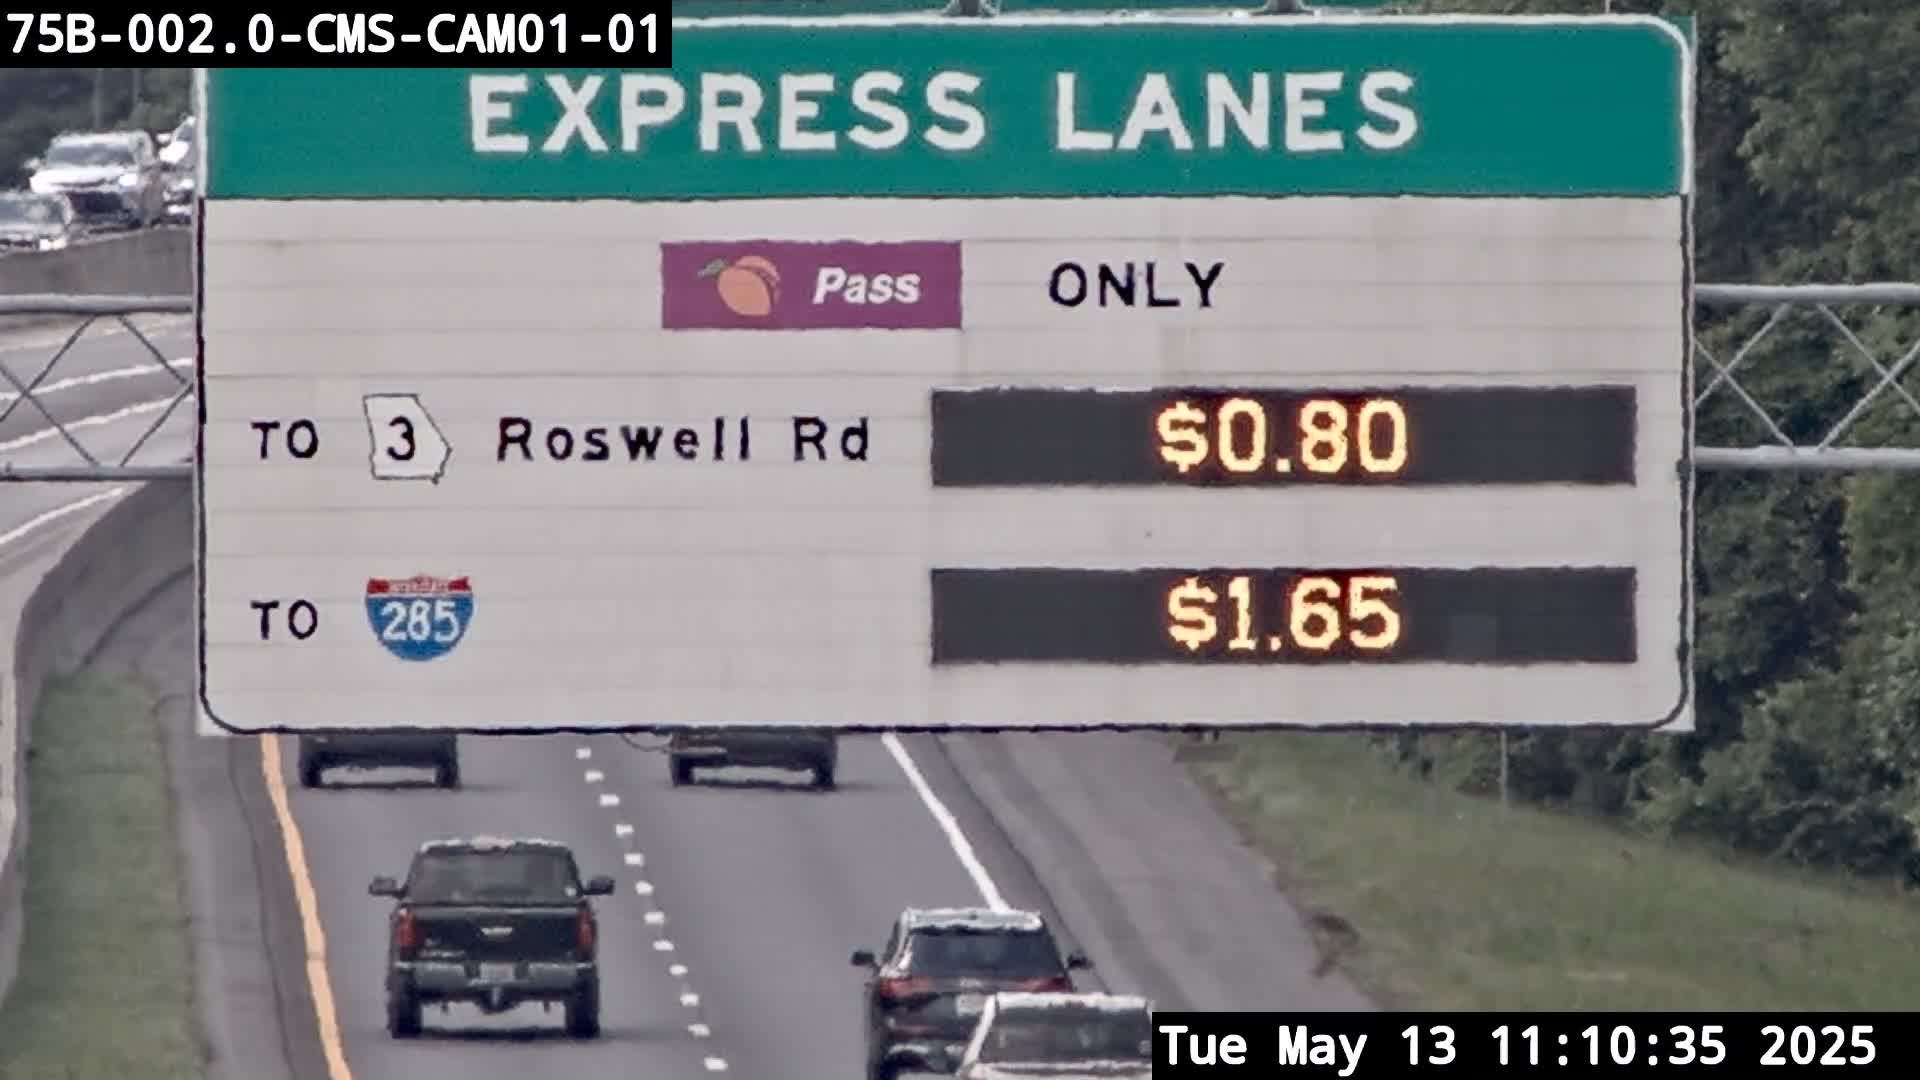 75B-002.0-CMS-CAM01-01
EXPRESS LANES
Pass ONLY
TO 3 Roswell Rd $0.80
TO 285 $1.65
Tue May 13 11:10:35 2025